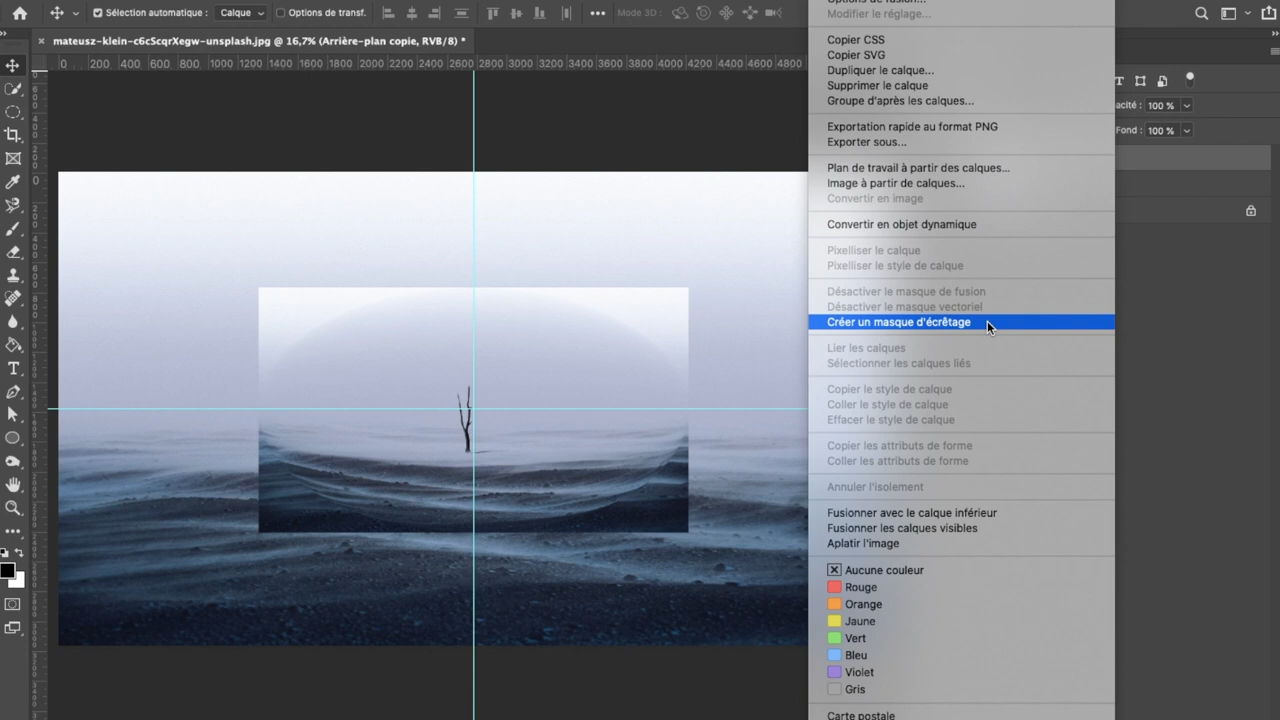 Sélection automatique : Calque Options de transf. Mode 3D :
mateusz-klein-c6cScqrXegw-unsplash.jpg @ 16,7% (Arrière-plan copie, RVB/8) *
0 200 400 600 800 1000 1200 1400 1600 1800 2000 2200 2400 2600 2800 3000 3200 3400 3600 3800 4000 4200 4400 4600 4800
Modifier le réglage...
Copier CSS
Copier SVG
Dupliquer le calque...
Supprimer le calque
Groupe d'après les calques...
Exportation rapide au format PNG
Exporter sous...
Plan de travail à partir des calques...
Image à partir de calques...
Convertir en image
Convertir en objet dynamique
Pixelliser le calque
Pixelliser le style de calque
Désactiver le masque de fusion
Désactiver le masque vectoriel
Créer un masque d'écrêtage
Lier les calques
Sélectionner les calques liés
Copier le style de calque
Coller le style de calque
Effacer le style de calque
Copier les attributs de forme
Coller les attributs de forme
Annuler l'isolement
Fusionner avec le calque inférieur
Fusionner les calques visibles
Aplatir l'image
Aucune couleur
Rouge
Orange
Jaune
Vert
Bleu
Violet
Gris
Carte postale
acité : 100 %
Fond : 100 %